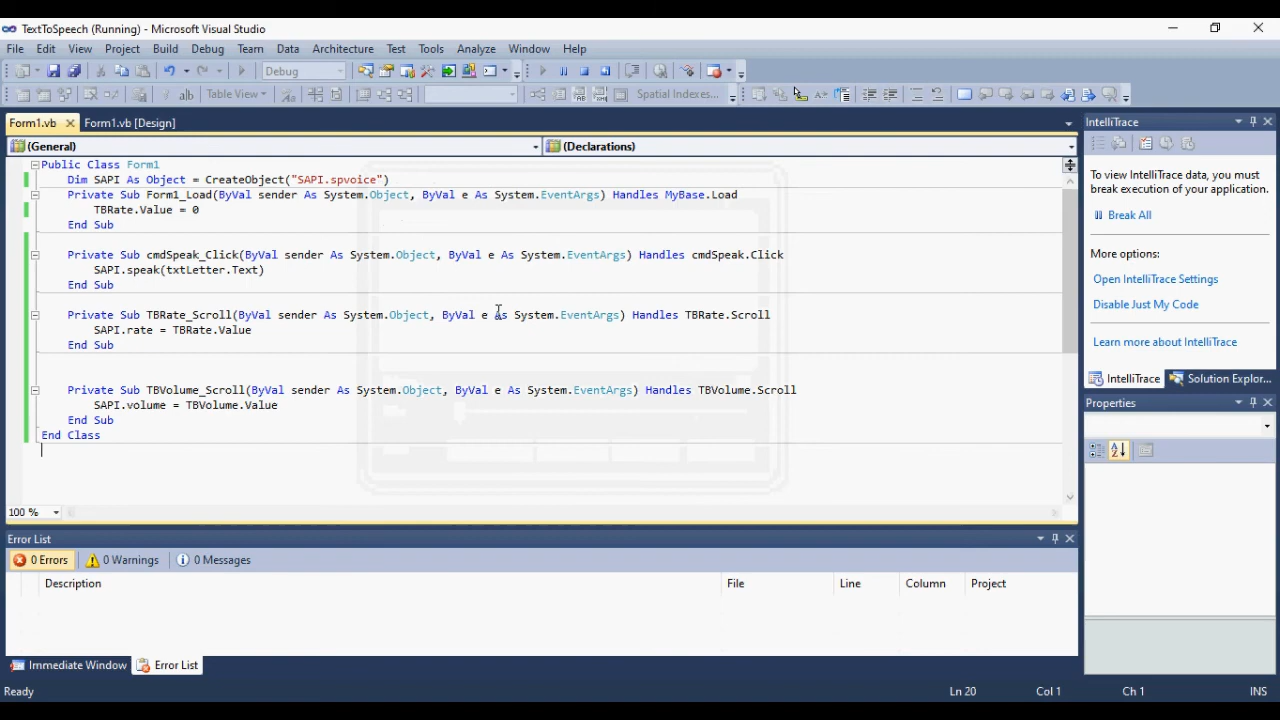 TextToSpeech (Running) - Microsoft Visual Studio
File Edit View Project Build Debug Team Data Architecture Test Tools Analyze Window Help
Debug
Table View Spatial Indexes...
Form1.vb Form1.vb [Design]
(General) (Declarations)
Public Class Form1
Dim SAPI As Object = CreateObject("SAPI.spvoice")
Private Sub Form1_Load(ByVal sender As System.Object, ByVal e As System.EventArgs) Handles MyBase.Load
TBRate.Value = 0
End Sub
Private Sub cmdSpeak_Click(ByVal sender As System.Object, ByVal e As System.EventArgs) Handles cmdSpeak.Click
SAPI.speak(txtLetter.Text)
End Sub
Private Sub TBRate_Scroll(ByVal sender As System.Object, ByVal e As System.EventArgs) Handles TBRate.Scroll
SAPI.rate = TBRate.Value
End Sub
Private Sub TBVolume_Scroll(ByVal sender As System.Object, ByVal e As System.EventArgs) Handles TBVolume.Scroll
SAPI.volume = TBVolume.Value
End Sub
End Class
100 %
IntelliTrace
To view IntelliTrace data, you must
break execution of your application.
Break All
More options:
Open IntelliTrace Settings
Disable Just My Code
Learn more about IntelliTrace
IntelliTrace Solution Explor...
Properties
Error List
0 Errors 0 Warnings 0 Messages
Description File Line Column Project
Immediate Window Error List
Ready Ln 20 Col 1 Ch 1 INS